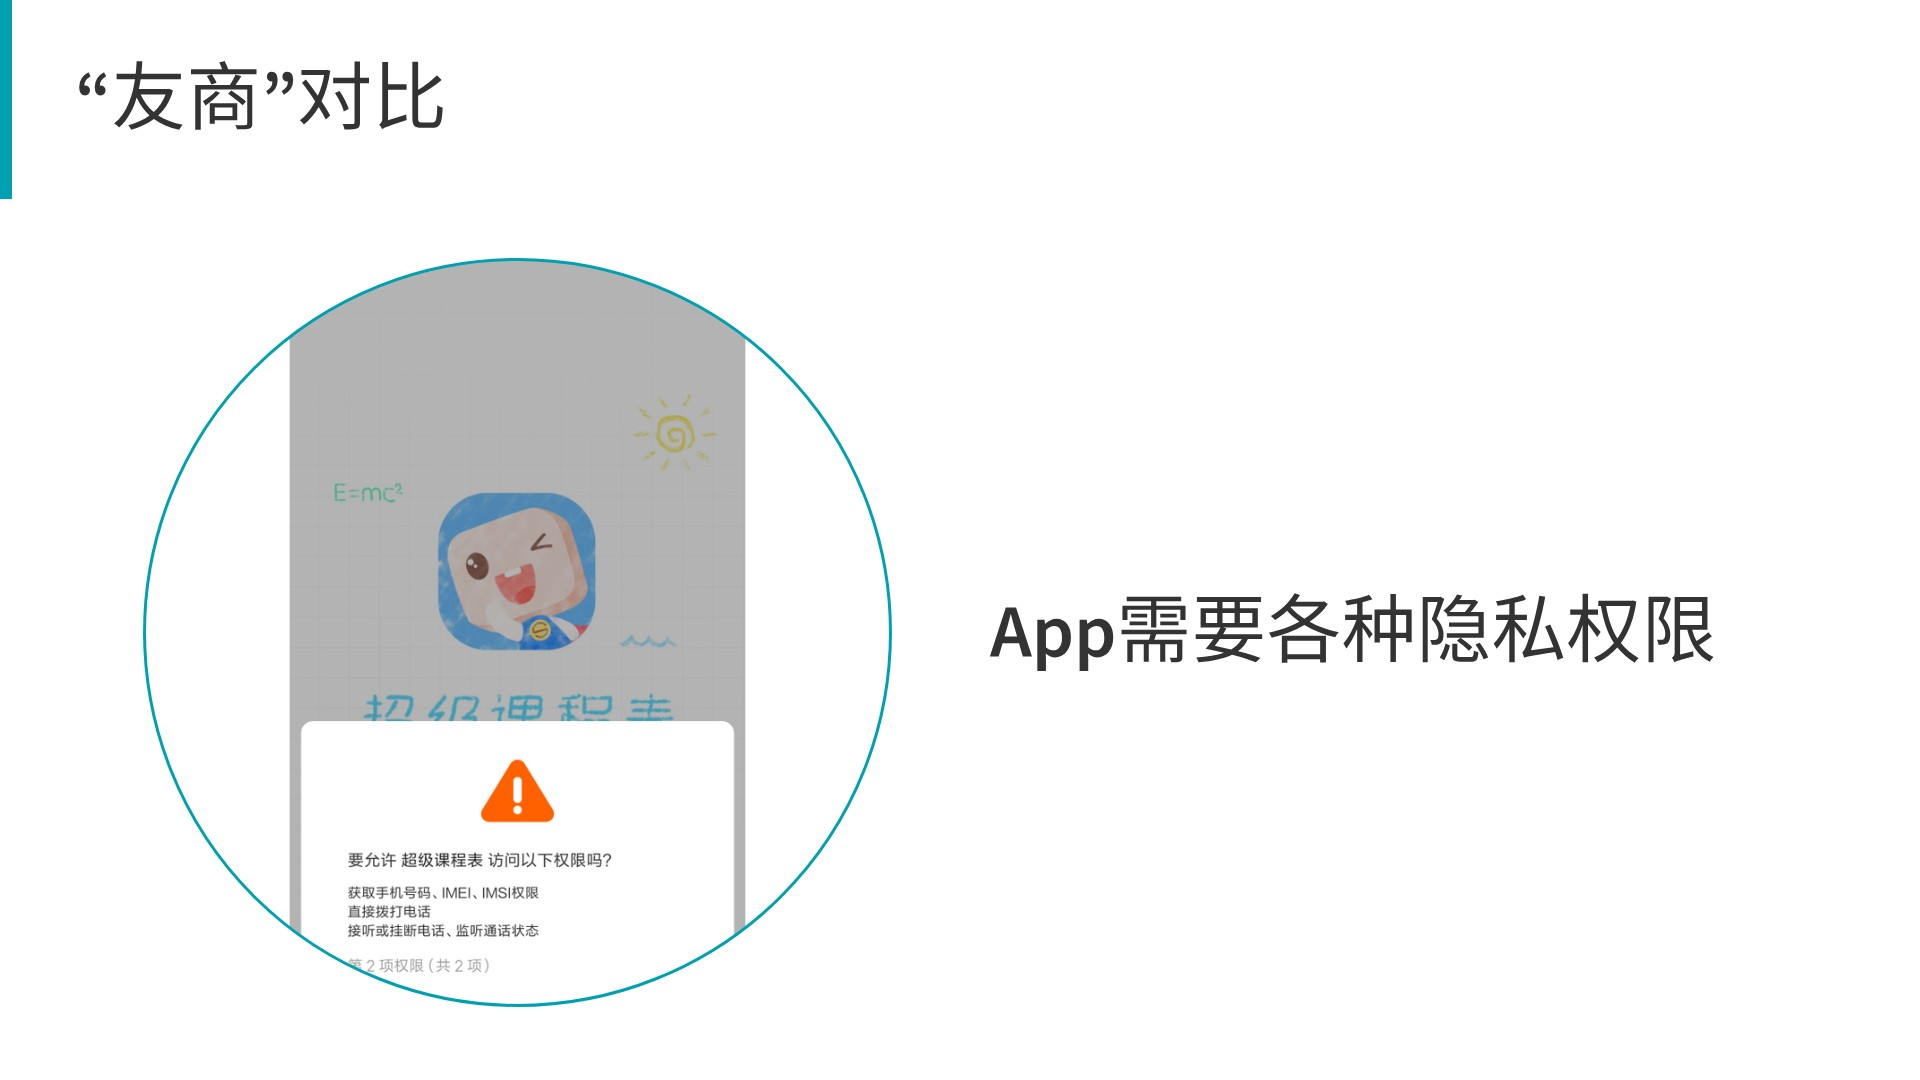 “友商”对比
E=mc²
超级课程表
要允许 超级课程表 访问以下权限吗?
获取手机号码、IMEI、IMSI权限
直接拨打电话
接听或挂断电话、监听通话状态
第 2 项权限（共 2 项）
App需要各种隐私权限